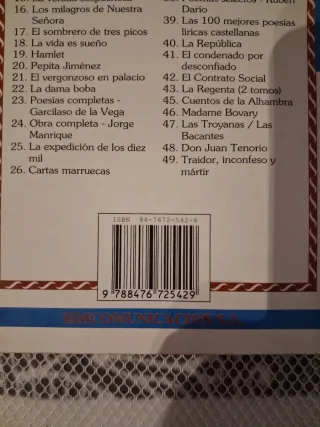 16. Los milagros de Nuestra
Señora
17. El sombrero de tres picos
18. La vida es sueño
19. Hamlet
20. Pepita Jiménez
21. El vergonzoso en palacio
22. La dama boba
23. Poesías completas -
Garcilaso de la Vega
24. Obra completa - Jorge
Manrique
25. La expedición de los diez
mil
26. Cartas marruecas
Darío
39. Las 100 mejores poesías
líricas castellanas
40. La República
41. El condenado por
desconfiado
42. El Contrato Social
43. La Regenta (2 tomos)
45. Cuentos de la Alhambra
46. Madame Bovary
47. Las Troyanas / Las
Bacantes
48. Don Juan Tenorio
49. Traidor, inconfeso y
mártir
ISBN 84-7672-542-6
9 788476 725429